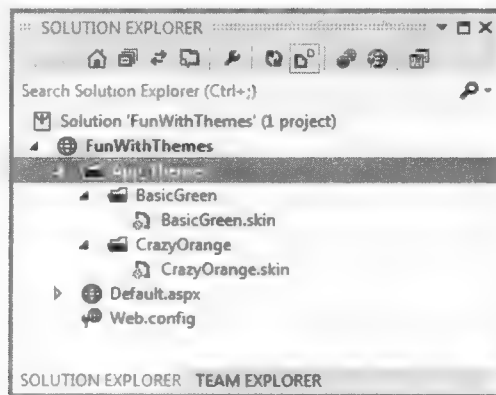 SOLUTION EXPLORER
Search Solution Explorer (Ctrl+;)
Solution 'FunWithThemes' (1 project)
FunWithThemes
BasicGreen
BasicGreen.skin
CrazyOrange
CrazyOrange.skin
Default.aspx
Web.config
SOLUTION EXPLORER TEAM EXPLORER